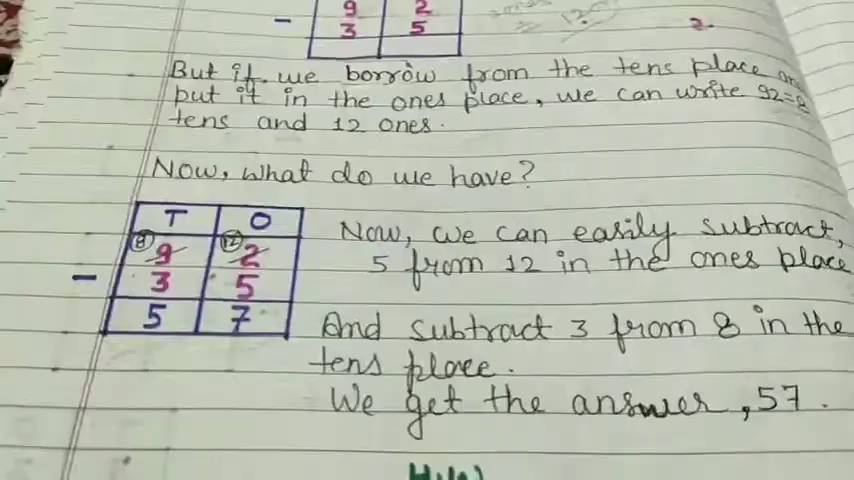 9 2
- 3 5
2.
But if we borrow from the tens place and
put it in the ones place, we can write 92=8
tens and 12 ones.
Now, what do we have?
T O
8 12
9 2
- 3 5
5 7
Now, we can easily subtract,
5 from 12 in the ones place
And subtract 3 from 8 in the
tens place.
We get the answer, 57.